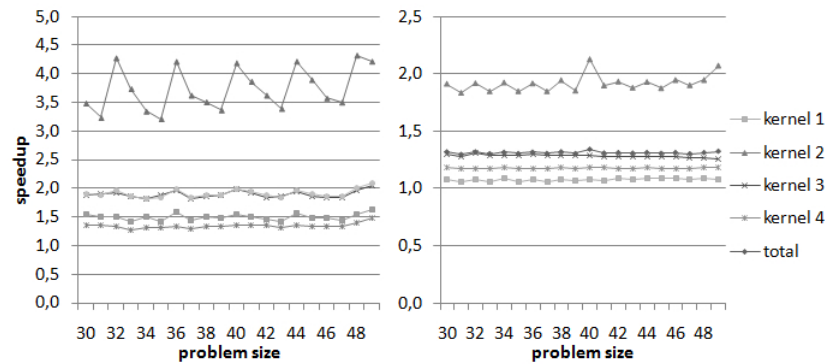 5,0
4,5
4,0
3,5
3,0
2,5
2,0
1,5
1,0
0,5
0,0
speedup
30 32 34 36 38 40 42 44 46 48
problem size
2,5
2,0
1,5
1,0
0,5
0,0
30 32 34 36 38 40 42 44 46 48
problem size
kernel 1
kernel 2
kernel 3
kernel 4
total